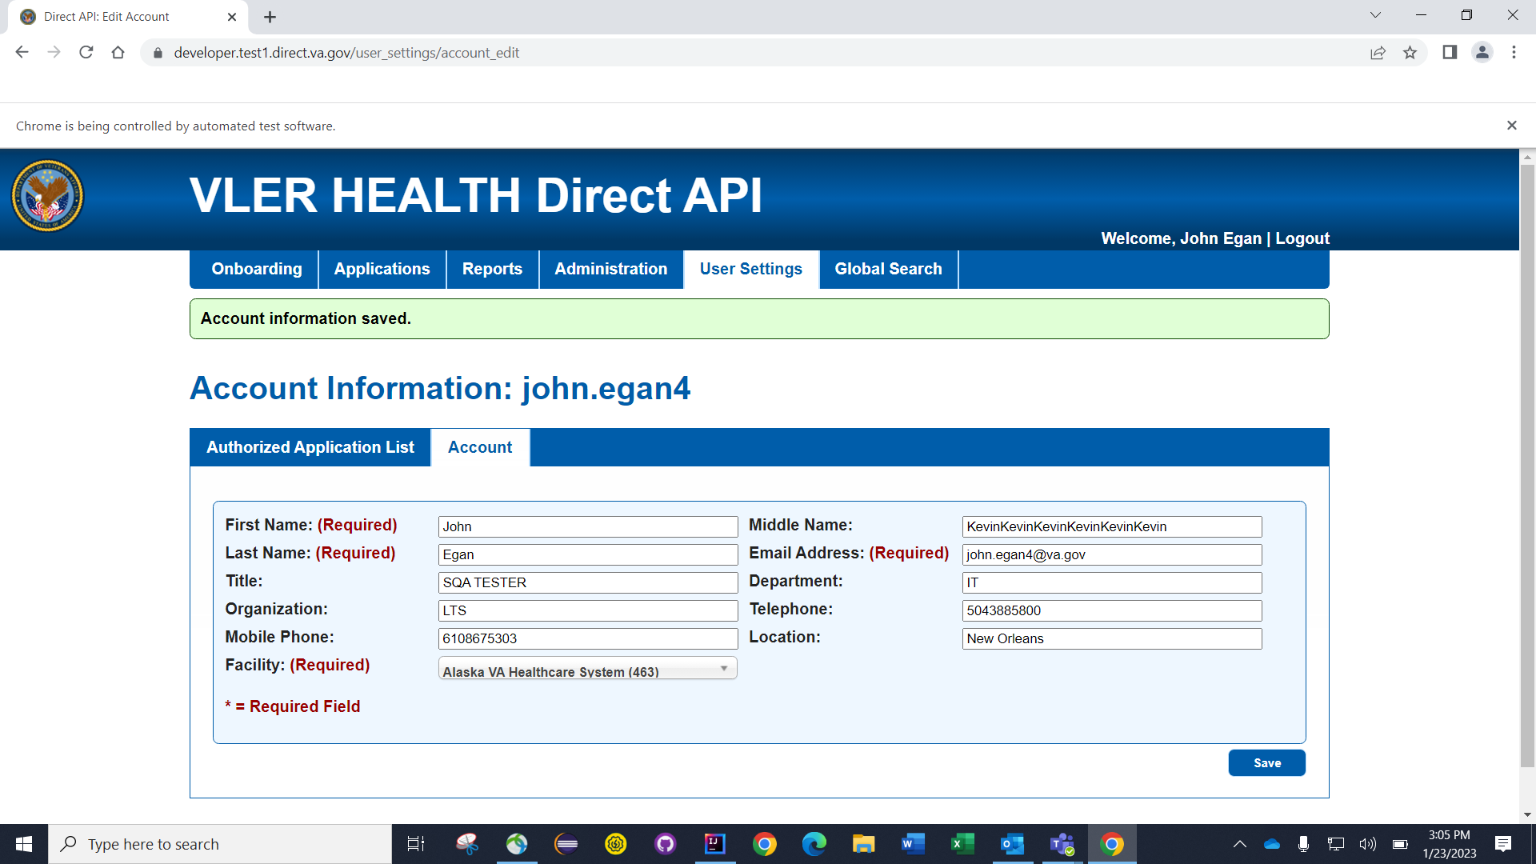 Direct API: Edit Account
developer.test1.direct.va.gov/user_settings/account_edit
Chrome is being controlled by automated test software.
VLER HEALTH Direct API
Welcome, John Egan | Logout
Onboarding Applications Reports Administration User Settings Global Search
Account information saved.
Account Information: john.egan4
Authorized Application List Account
First Name: (Required) John Middle Name: KevinKevinKevinKevinKevinKevin
Last Name: (Required) Egan Email Address: (Required) john.egan4@va.gov
Title: SQA TESTER Department: IT
Organization: LTS Telephone: 5043885800
Mobile Phone: 6108675303 Location: New Orleans
Facility: (Required) Alaska VA Healthcare System (463)
* = Required Field
Save
Type here to search
3:05 PM
1/23/2023